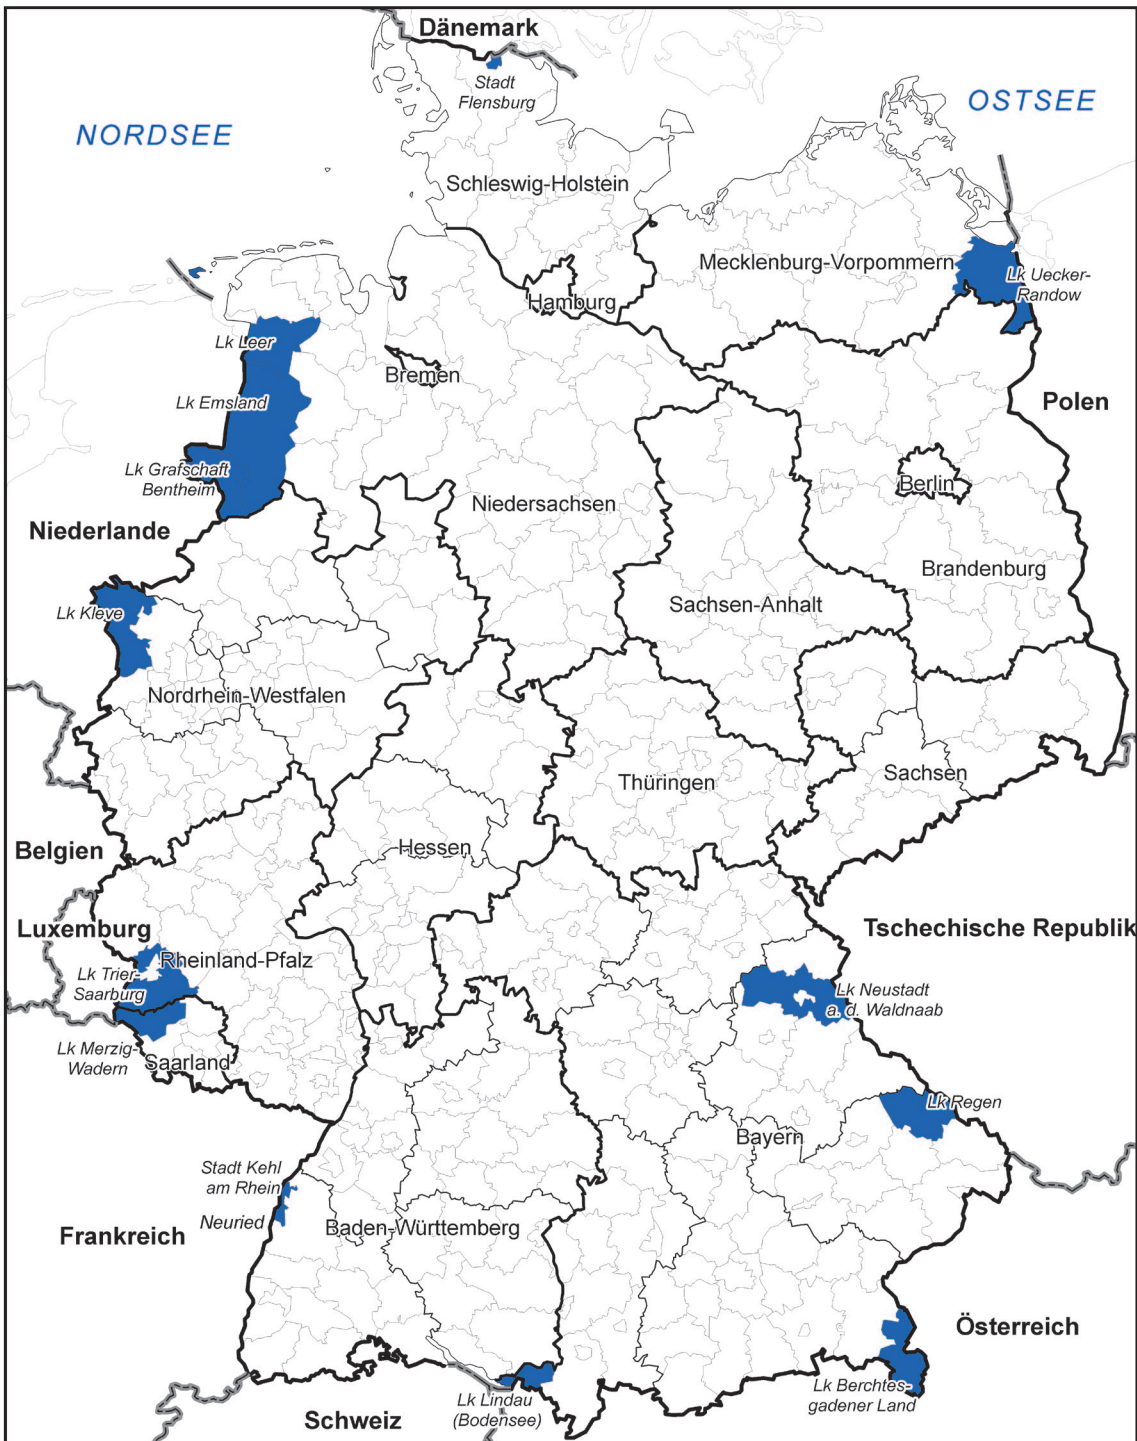 Dänemark
Stadt
Flensburg
OSTSEE
NORDSEE
Schleswig-Holstein
Mecklenburg-Vorpommern
Lk Uecker-
Randow
Hamburg
Lk Leer
Bremen
Lk Emsland
Polen
Lk Grafschaft
Bentheim
Berlin
Niedersachsen
Niederlande
Brandenburg
Sachsen-Anhalt
Lk Kleve
Nordrhein-Westfalen
Thüringen
Sachsen
Hessen
Belgien
Luxemburg
Tschechische Republik
Rheinland-Pfalz
Lk Trier-
Saarburg
Lk Neustadt
a. d. Waldnaab
Lk Merzig-
Wadern
Saarland
Lk Regen
Bayern
Stadt Kehl
am Rhein
Neuried
Baden-Württemberg
Frankreich
Österreich
Lk Berchtes-
gadener Land
Lk Lindau
(Bodensee)
Schweiz